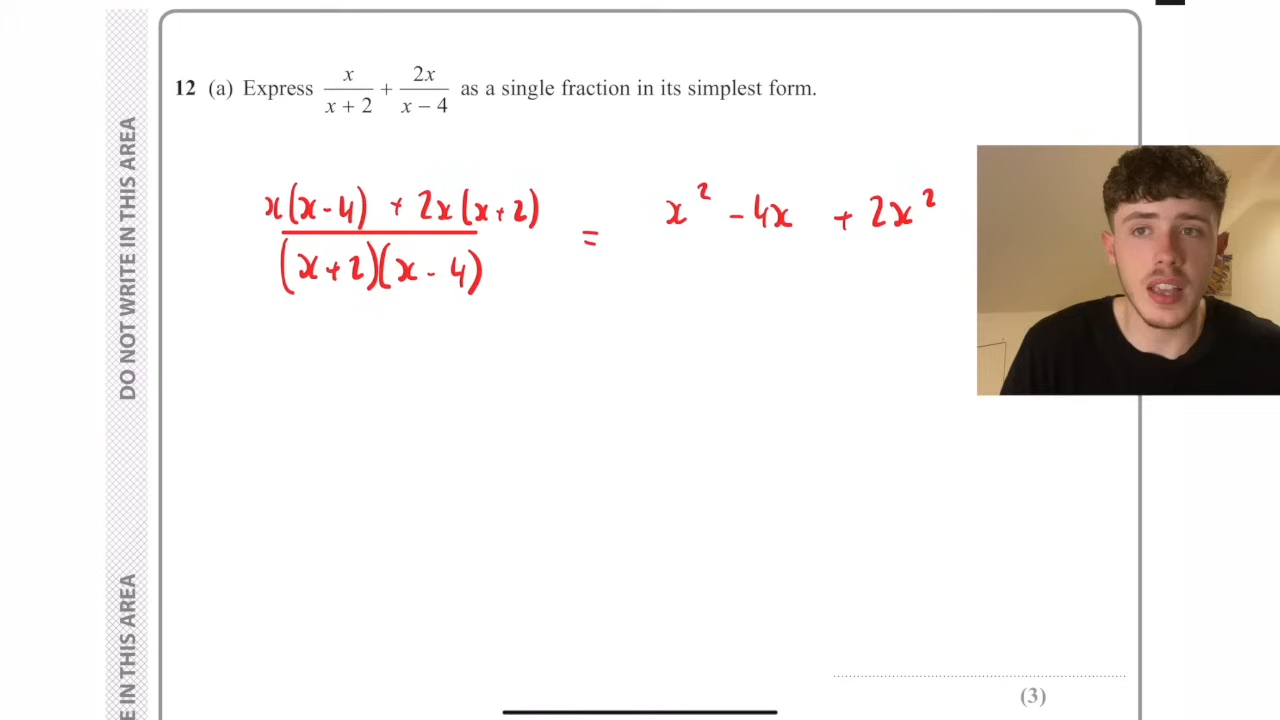 DO NOT WRITE IN THIS AREA
12 (a) Express x/(x + 2) + 2x/(x − 4) as a single fraction in its simplest form.
(x(x-4) + 2x(x+2))/((x+2)(x-4)) = x² - 4x + 2x²
E IN THIS AREA
(3)